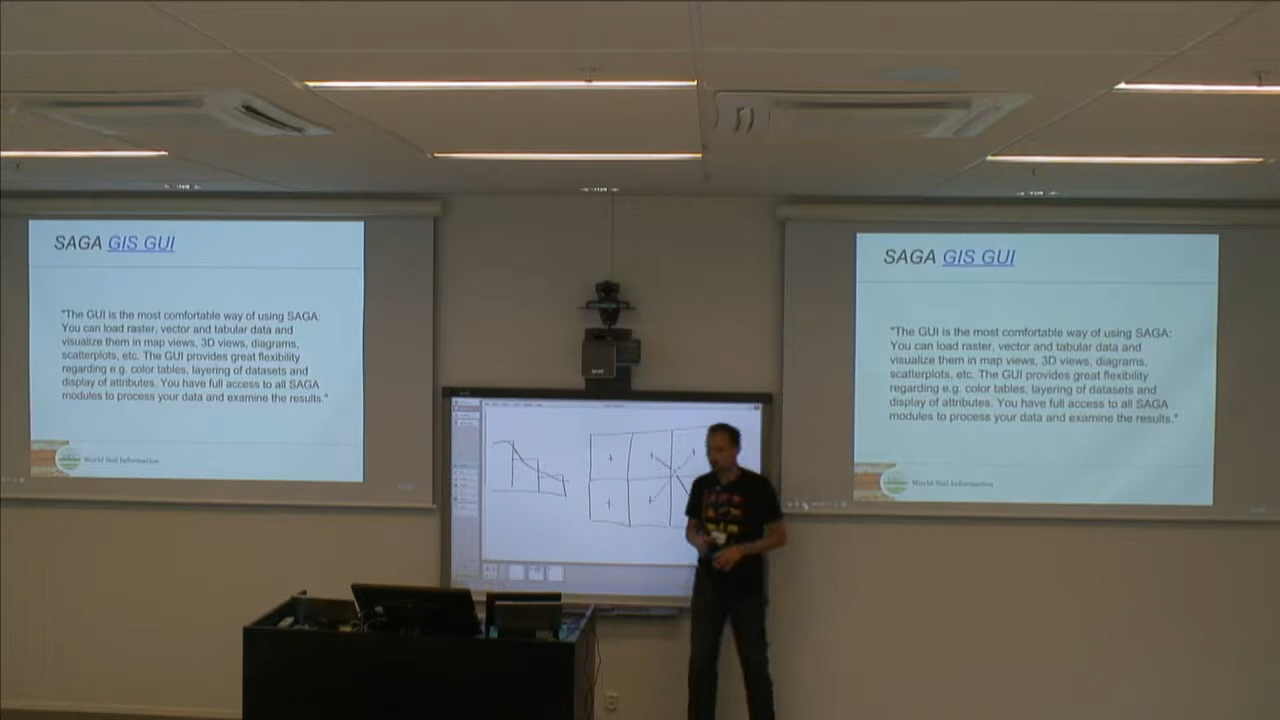 SAGA GIS GUI
"The GUI is the most comfortable way of using SAGA:
You can load raster, vector and tabular data and
visualize them in map views, 3D views, diagrams,
scatterplots, etc. The GUI provides great flexibility
regarding e.g. color tables, layering of datasets and
display of attributes. You have full access to all SAGA
modules to process your data and examine the results."
World Soil Information
SAGA GIS GUI
"The GUI is the most comfortable way of using SAGA:
You can load raster, vector and tabular data and
visualize them in map views, 3D views, diagrams,
scatterplots, etc. The GUI provides great flexibility
regarding e.g. color tables, layering of datasets and
display of attributes. You have full access to all SAGA
modules to process your data and examine the results."
World Soil Information